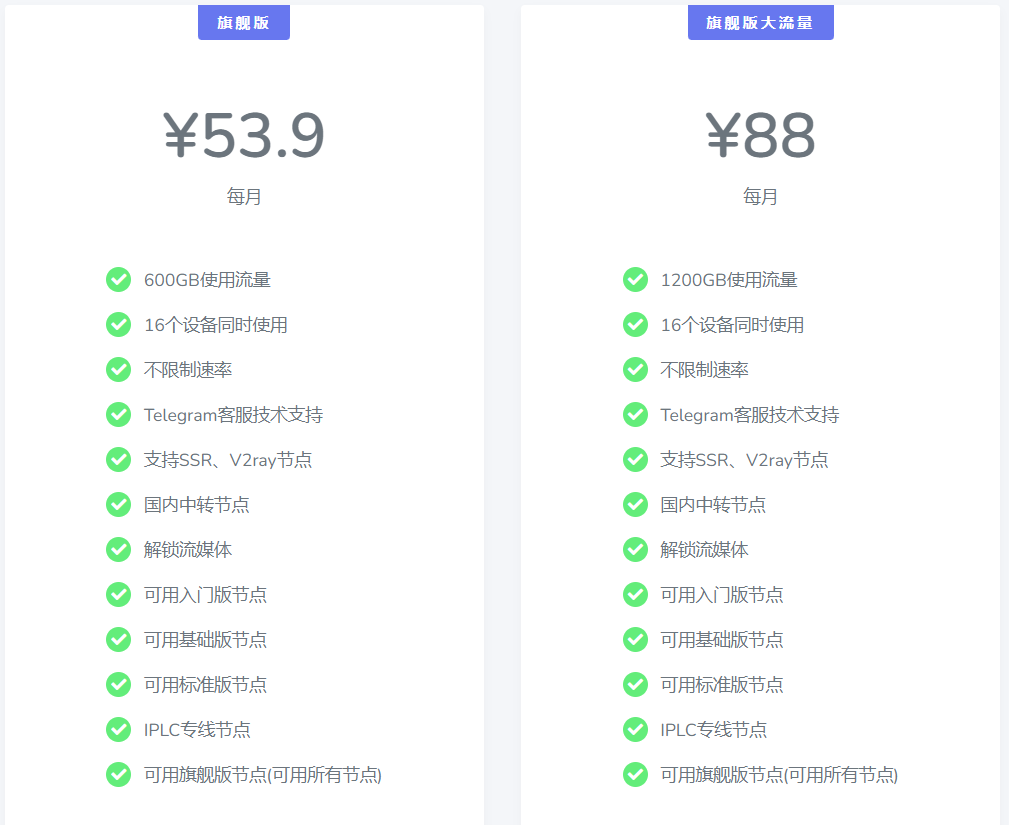 旗舰版
¥53.9
每月
600GB使用流量
16个设备同时使用
不限制速率
Telegram客服技术支持
支持SSR、V2ray节点
国内中转节点
解锁流媒体
可用入门版节点
可用基础版节点
可用标准版节点
IPLC专线节点
可用旗舰版节点(可用所有节点)
旗舰版大流量
¥88
每月
1200GB使用流量
16个设备同时使用
不限制速率
Telegram客服技术支持
支持SSR、V2ray节点
国内中转节点
解锁流媒体
可用入门版节点
可用基础版节点
可用标准版节点
IPLC专线节点
可用旗舰版节点(可用所有节点)